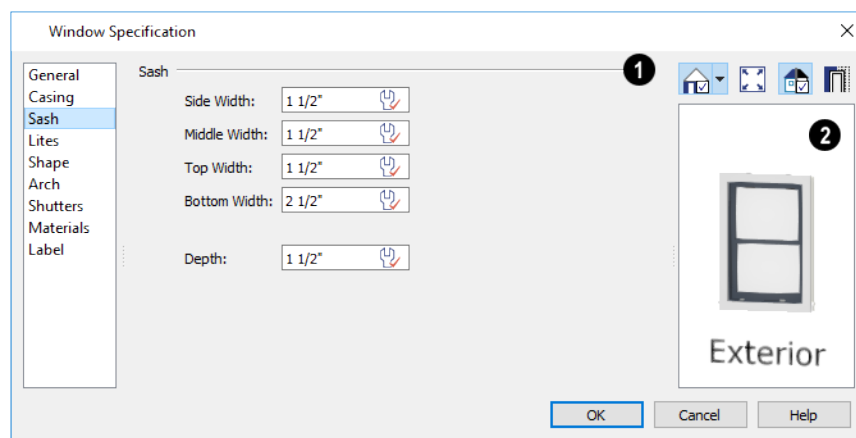 Window Specification
General
Casing
Sash
Lites
Shape
Arch
Shutters
Materials
Label
Sash
Side Width: 1 1/2"
Middle Width: 1 1/2"
Top Width: 1 1/2"
Bottom Width: 2 1/2"
Depth: 1 1/2"
1
2
Exterior
OK Cancel Help